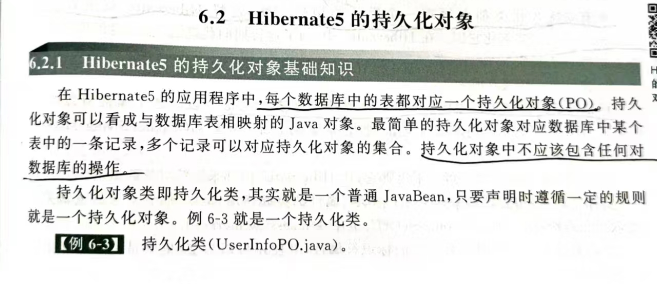 6.2 Hibernate5 的持久化对象
6.2.1 Hibernate5 的持久化对象基础知识
在 Hibernate5 的应用程序中,每个数据库中的表都对应一个持久化对象(PO)。持久
化对象可以看成与数据库表相映射的 Java 对象。最简单的持久化对象对应数据库中某个
表中的一条记录,多个记录可以对应持久化对象的集合。持久化对象中不应该包含任何对
数据库的操作。
持久化对象类即持久化类,其实就是一个普通 JavaBean,只要声明时遵循一定的规则
就是一个持久化对象。例 6-3 就是一个持久化类。
【例 6-3】 持久化类(UserInfoPO.java)。